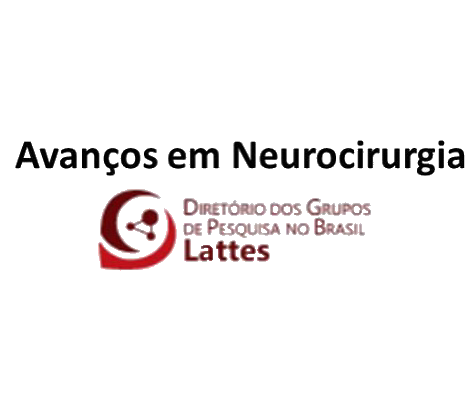 Avanços em Neurocirurgia
DIRETÓRIO DOS GRUPOS
DE PESQUISA NO BRASIL
Lattes